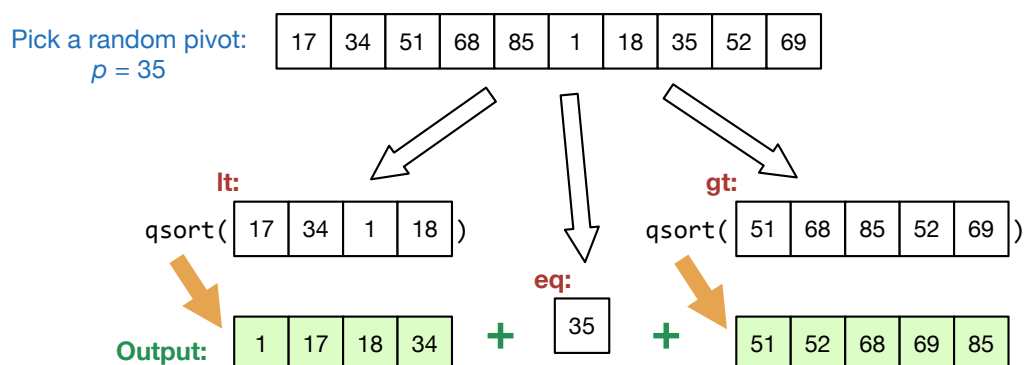 Pick a random pivot:
p = 35
17 34 51 68 85 1 18 35 52 69
lt:
qsort( 17 34 1 18 )
gt:
qsort( 51 68 85 52 69 )
eq:
35
Output: 1 17 18 34 + + 51 52 68 69 85